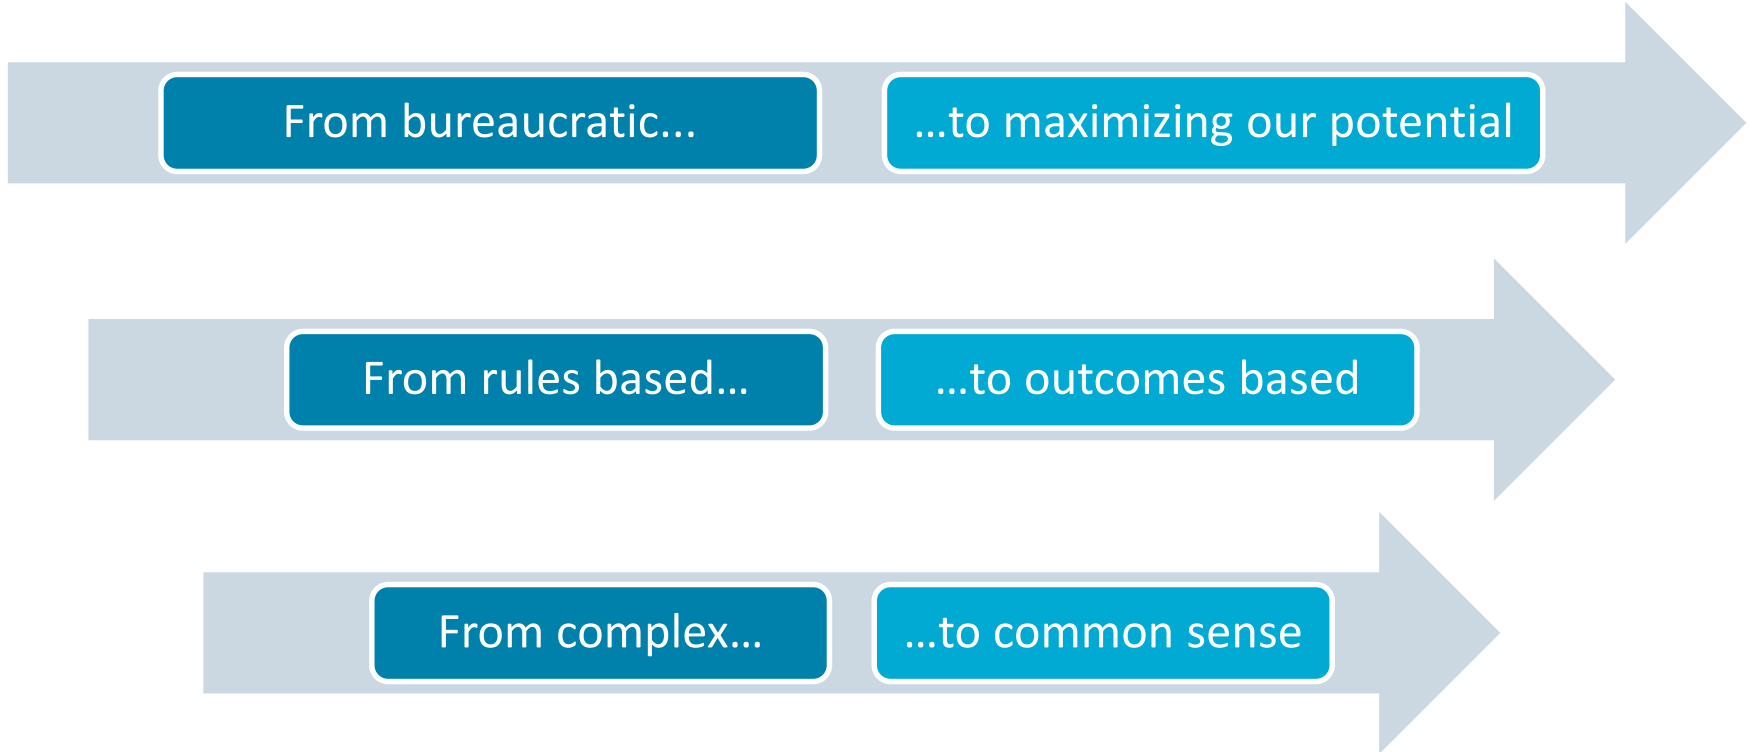 From bureaucratic...
...to maximizing our potential
From rules based...
...to outcomes based
From complex...
...to common sense